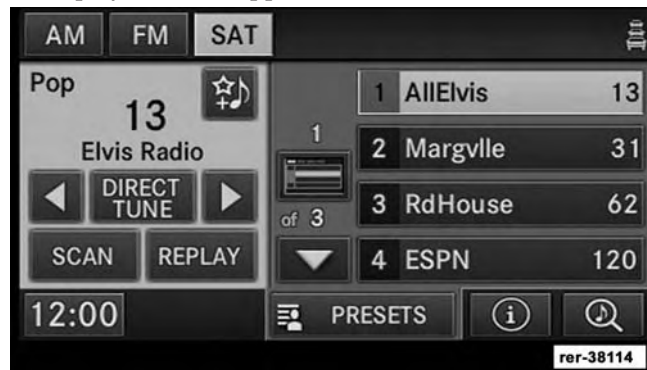 AM FM SAT
Pop
13
Elvis Radio
DIRECT
TUNE
SCAN REPLAY
12:00
1
of 3
1 AllElvis 13
2 Margvlle 31
3 RdHouse 62
4 ESPN 120
PRESETS i
rer-38114